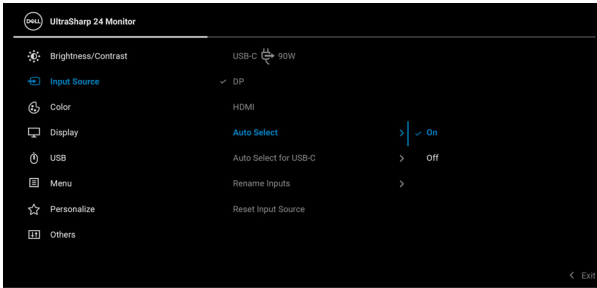 DELL UltraSharp 24 Monitor
Brightness/Contrast USB-C 90W
Input Source DP
Color HDMI
Display Auto Select On
USB Auto Select for USB-C Off
Menu Rename Inputs
Personalize Reset Input Source
Others
Exit